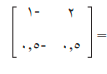 [ ۱- ۲
۰,۵- ۰,۵ ] =